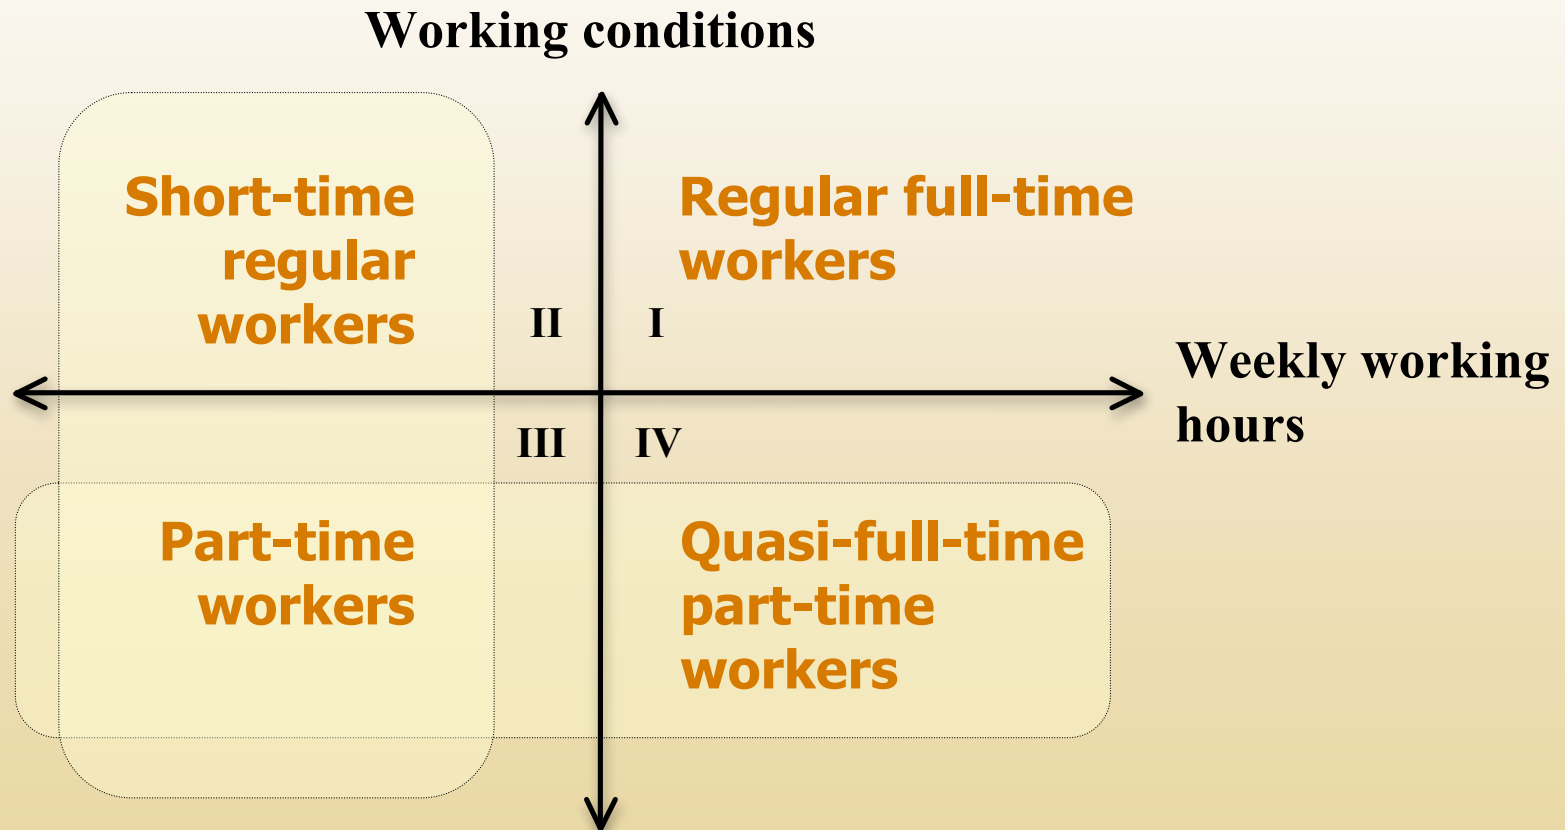 Working conditions
Short-time
regular
workers
Regular full-time
workers
II
I
Weekly working
hours
III
IV
Part-time
workers
Quasi-full-time
part-time
workers